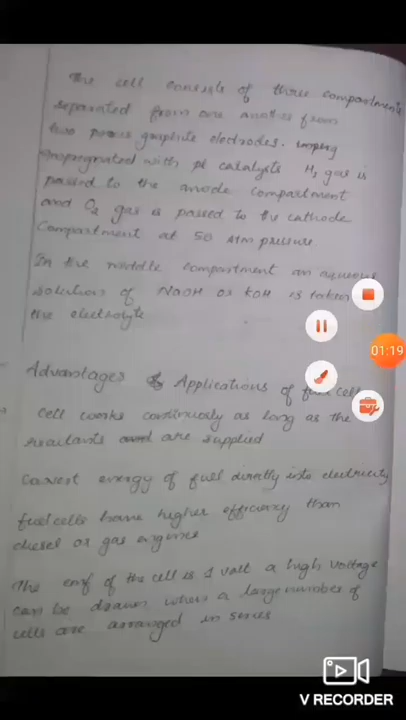 The cell consists of three compartments
separated from one another from
two porous graphite electrodes.
impregnated with pt catalysts H₂ gas is
passed to the anode compartment
and O₂ gas is passed to the cathode
compartment at 50 Atm pressure
In the middle compartment an aqueous
solution of NaOH or KOH is taken
the electrolyte
Advantages & Applications of fuel cell
cell works continuously as long as the
reactants are supplied
Convert energy of fuel directly into electricity
fuel cells have higher efficiency than
diesel or gas engine
The emf of the cell is 1 volt a high voltage
can be drawn when a large number of
cells are arranged in series
01:19
V RECORDER